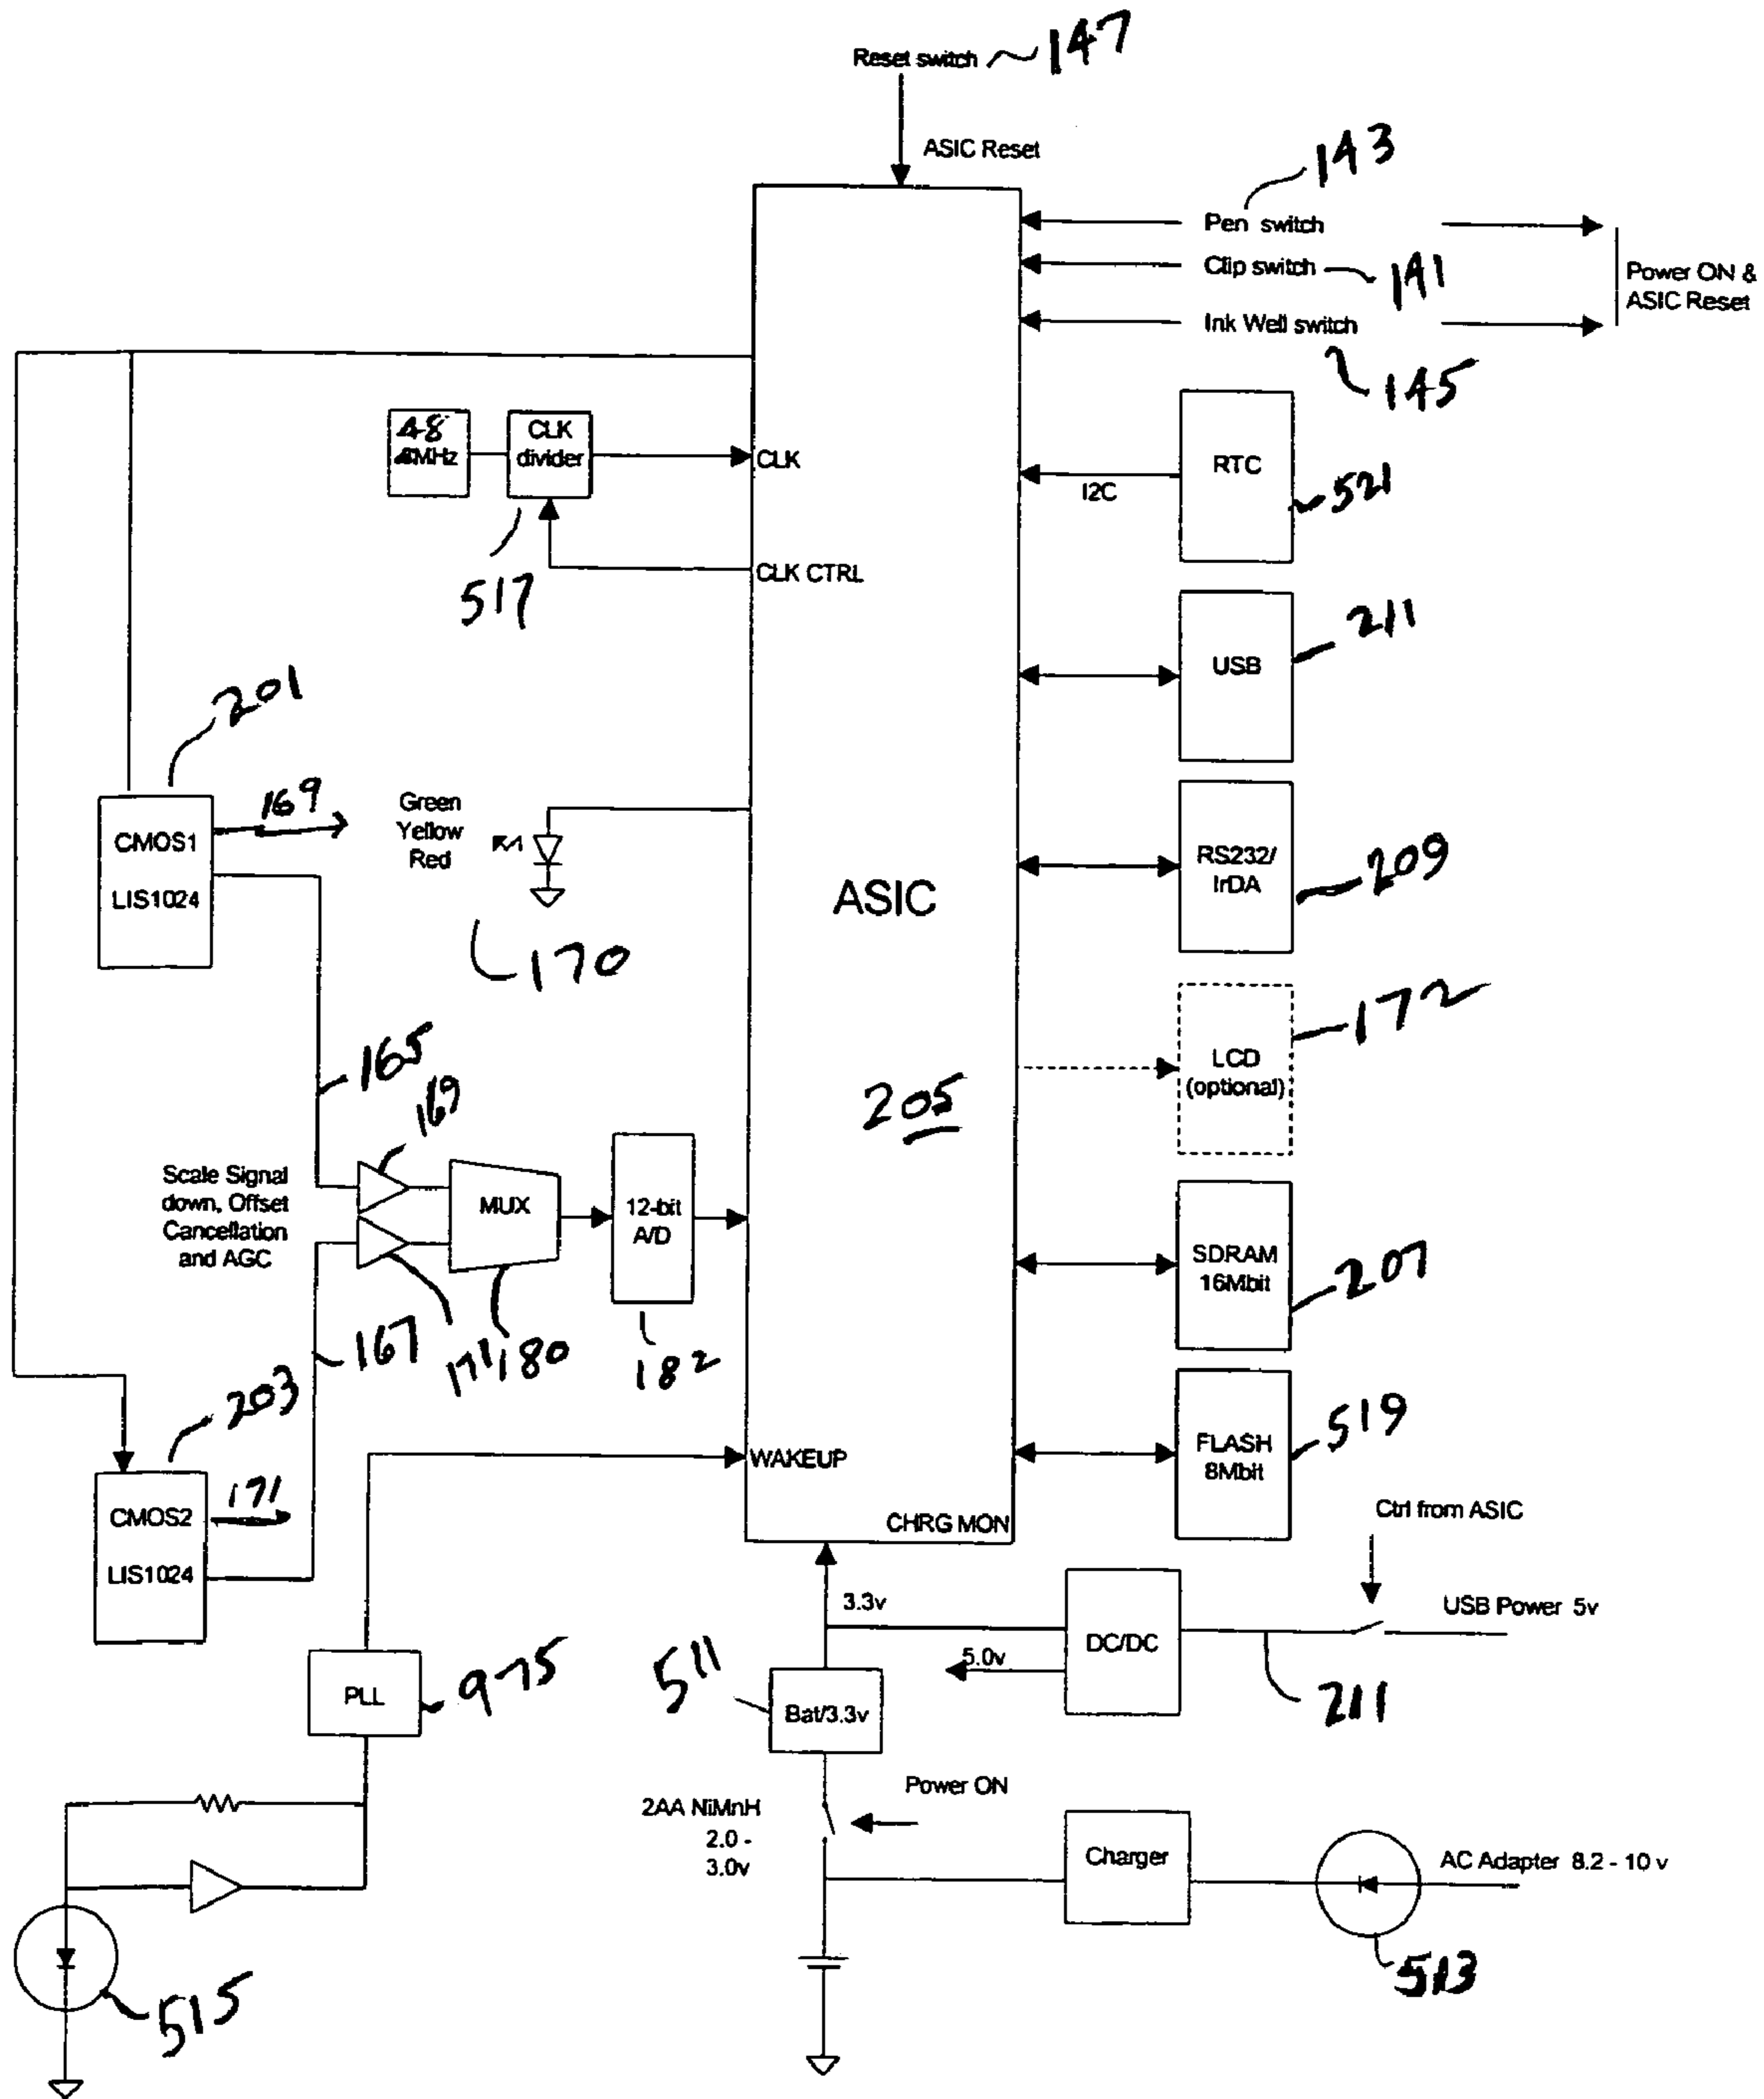 Reset switch 147
ASIC Reset
143
Pen switch
Clip switch 141
Ink Well switch
Power ON &
ASIC Reset
145
48
MHz
CLK
divider
CLK
517
CLK CTRL
RTC
I2C
521
USB
211
201
CMOS1
LIS1024
169
Green
Yellow
Red
170
ASIC
205
RS232/
IrDA
209
LCD
(optional)
172
165
169
Scale Signal
down, Offset
Cancellation
and AGC
MUX
12-bit
A/D
167
171
180
182
SDRAM
16Mbit
207
203
CMOS2
LIS1024
171
WAKEUP
CHRG MON
FLASH
8Mbit
519
Ctrl from ASIC
3.3v
DC/DC
USB Power 5v
5.0v
211
PLL
975
511
Bat/3.3v
Power ON
2AA NiMnH
2.0 -
3.0v
Charger
AC Adapter 8.2 - 10 v
513
515